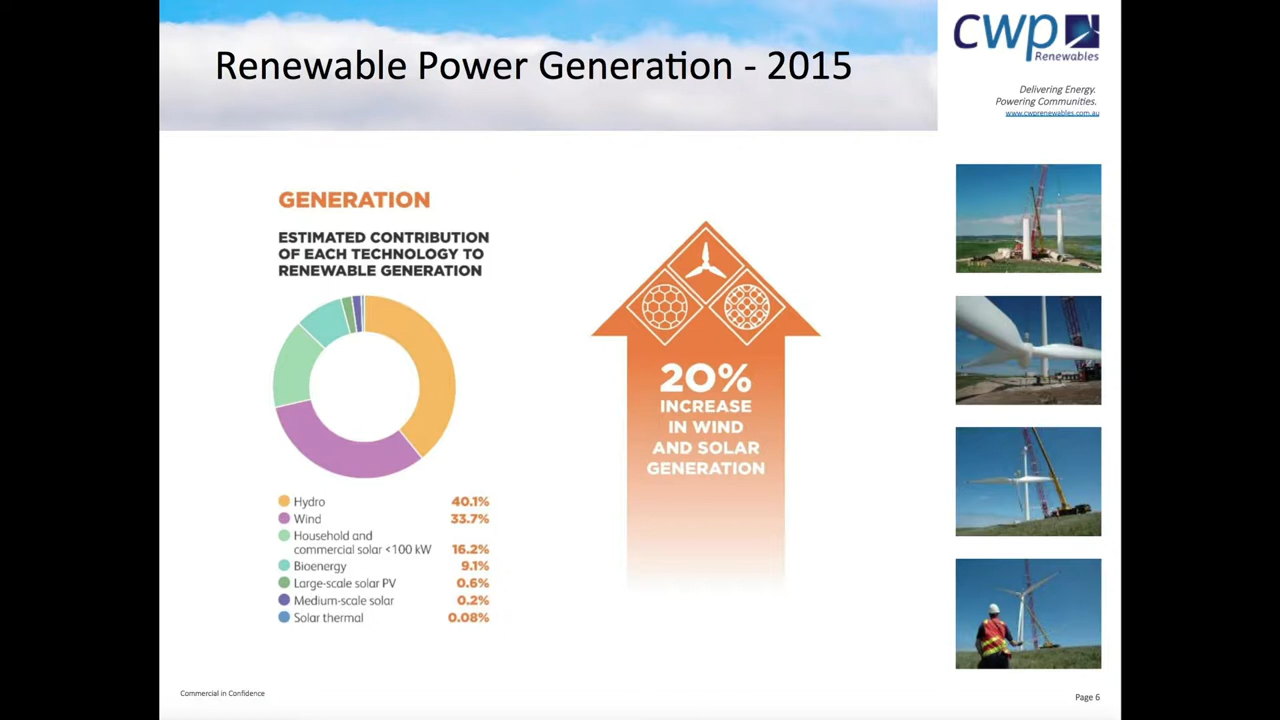 Renewable Power Generation - 2015
cwp
Renewables
Delivering Energy.
Powering Communities.
www.cwprenewables.com.au
GENERATION
ESTIMATED CONTRIBUTION
OF EACH TECHNOLOGY TO
RENEWABLE GENERATION
Hydro 40.1%
Wind 33.7%
Household and
commercial solar <100 kW 16.2%
Bioenergy 9.1%
Large-scale solar PV 0.6%
Medium-scale solar 0.2%
Solar thermal 0.08%
20%
INCREASE
IN WIND
AND SOLAR
GENERATION
Commercial in Confidence
Page 6